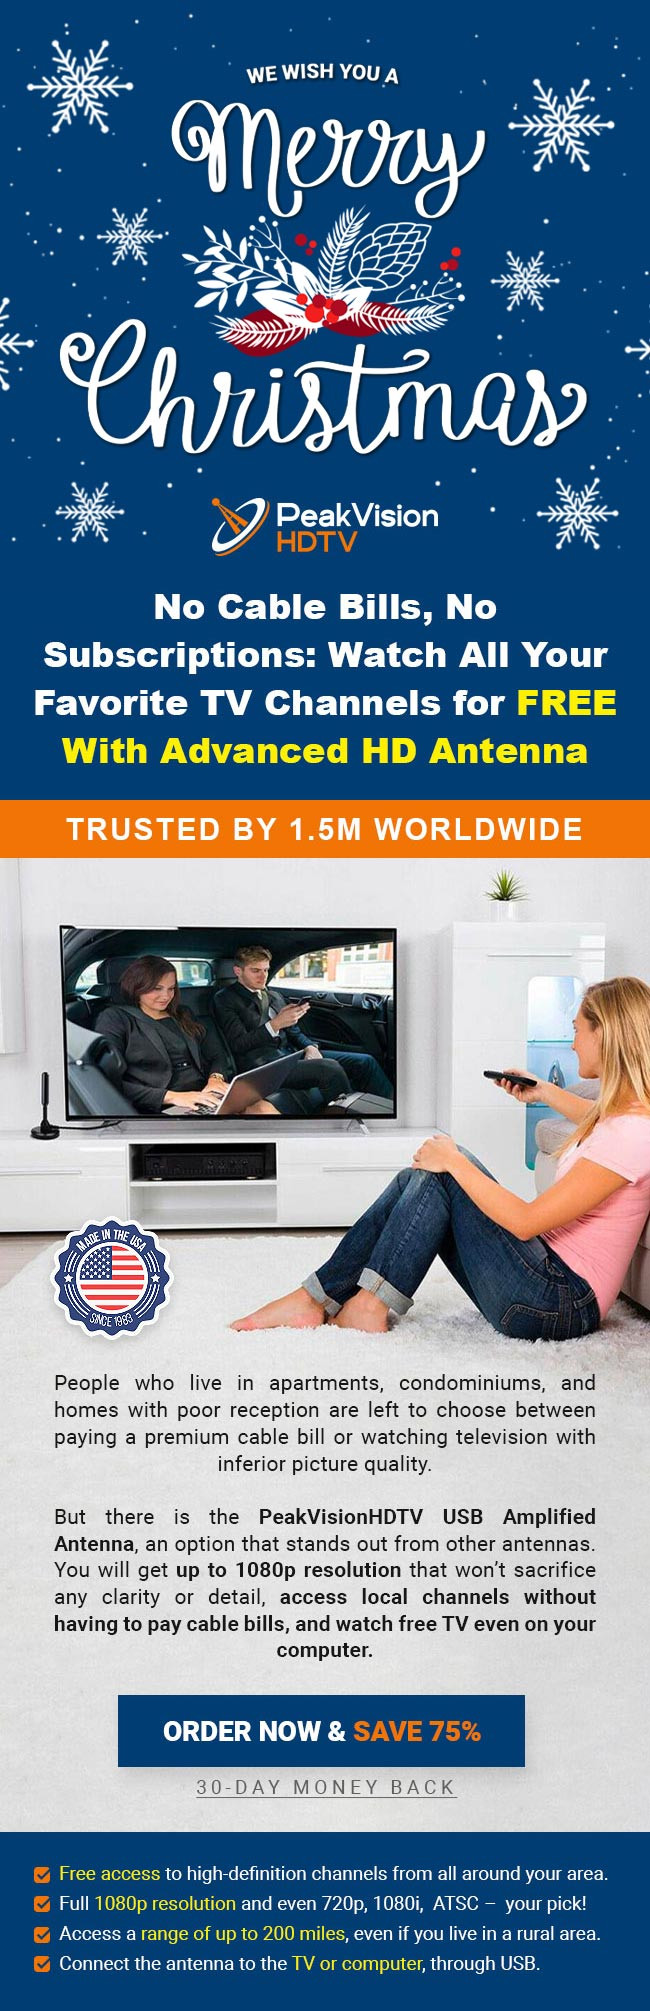 WE WISH YOU A
Merry
Christmas
PeakVision
HDTV
No Cable Bills, No
Subscriptions: Watch All Your
Favorite TV Channels for FREE
With Advanced HD Antenna
TRUSTED BY 1.5M WORLDWIDE
MADE IN THE USA
SINCE 1983
People who live in apartments, condominiums, and
homes with poor reception are left to choose between
paying a premium cable bill or watching television with
inferior picture quality.
But there is the PeakVisionHDTV USB Amplified
Antenna, an option that stands out from other antennas.
You will get up to 1080p resolution that won’t sacrifice
any clarity or detail, access local channels without
having to pay cable bills, and watch free TV even on your
computer.
ORDER NOW & SAVE 75%
30-DAY MONEY BACK
Free access to high-definition channels from all around your area.
Full 1080p resolution and even 720p, 1080i, ATSC – your pick!
Access a range of up to 200 miles, even if you live in a rural area.
Connect the antenna to the TV or computer, through USB.